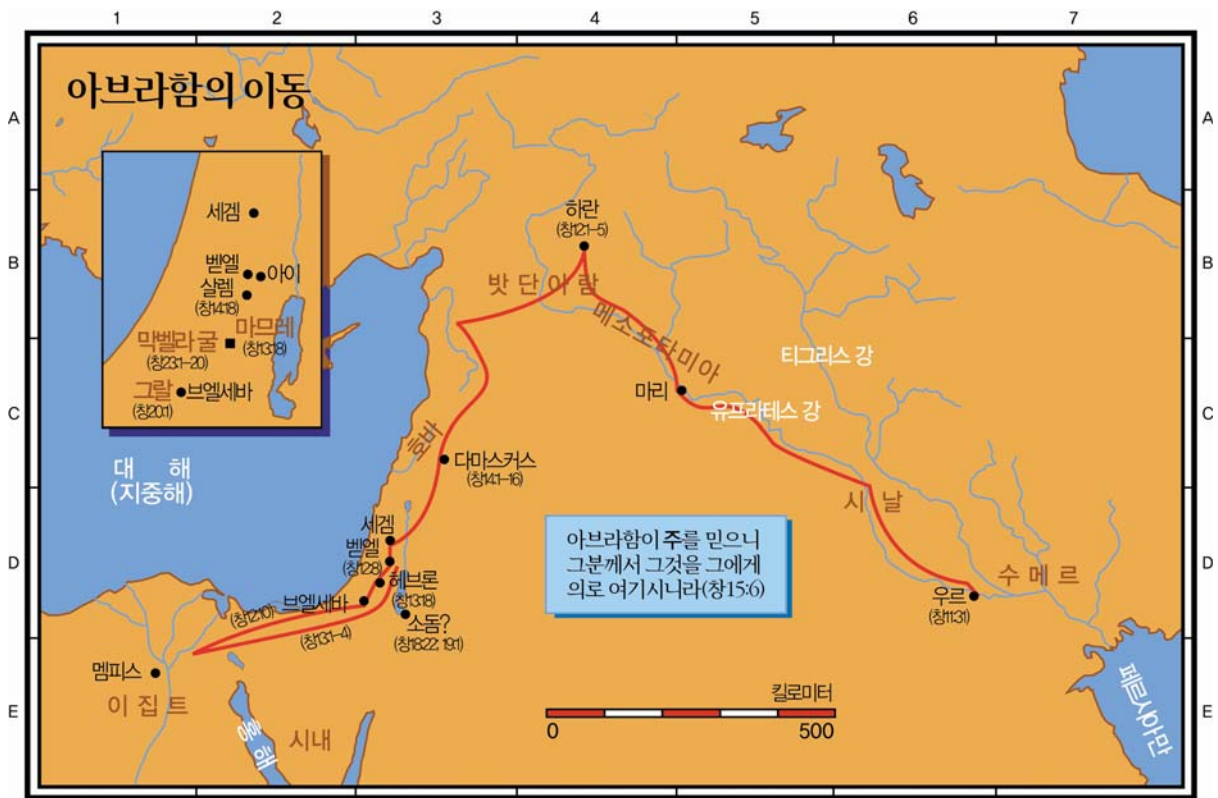 1 2 3 4 5 6 7
A A
B B
C C
D D
E E
아브라함의 이동
세겜
벧엘
아이
살렘
(창14:18)
막벨라 굴
(창23:1-20)
마므레
(창13:18)
그랄
(창20:1)
브엘세바
하란
(창12:1-5)
밧단아람
메소포타미아
티그리스 강
마리
유프라테스 강
호바
다마스커스
(창14:1-16)
대 해
(지중해)
시 날
세겜
벧엘
(창12:8)
헤브론
(창13:18)
브엘세바
(창12:10)
(창13:1-4)
소돔?
(창18:22; 19:1)
아브라함이 주를 믿으니
그분께서 그것을 그에게
의로 여기시니라(창15:6)
수 메 르
우르
(창11:31)
멤피스
이 집 트
홍 해
시내
킬로미터
0 500
페르시아만